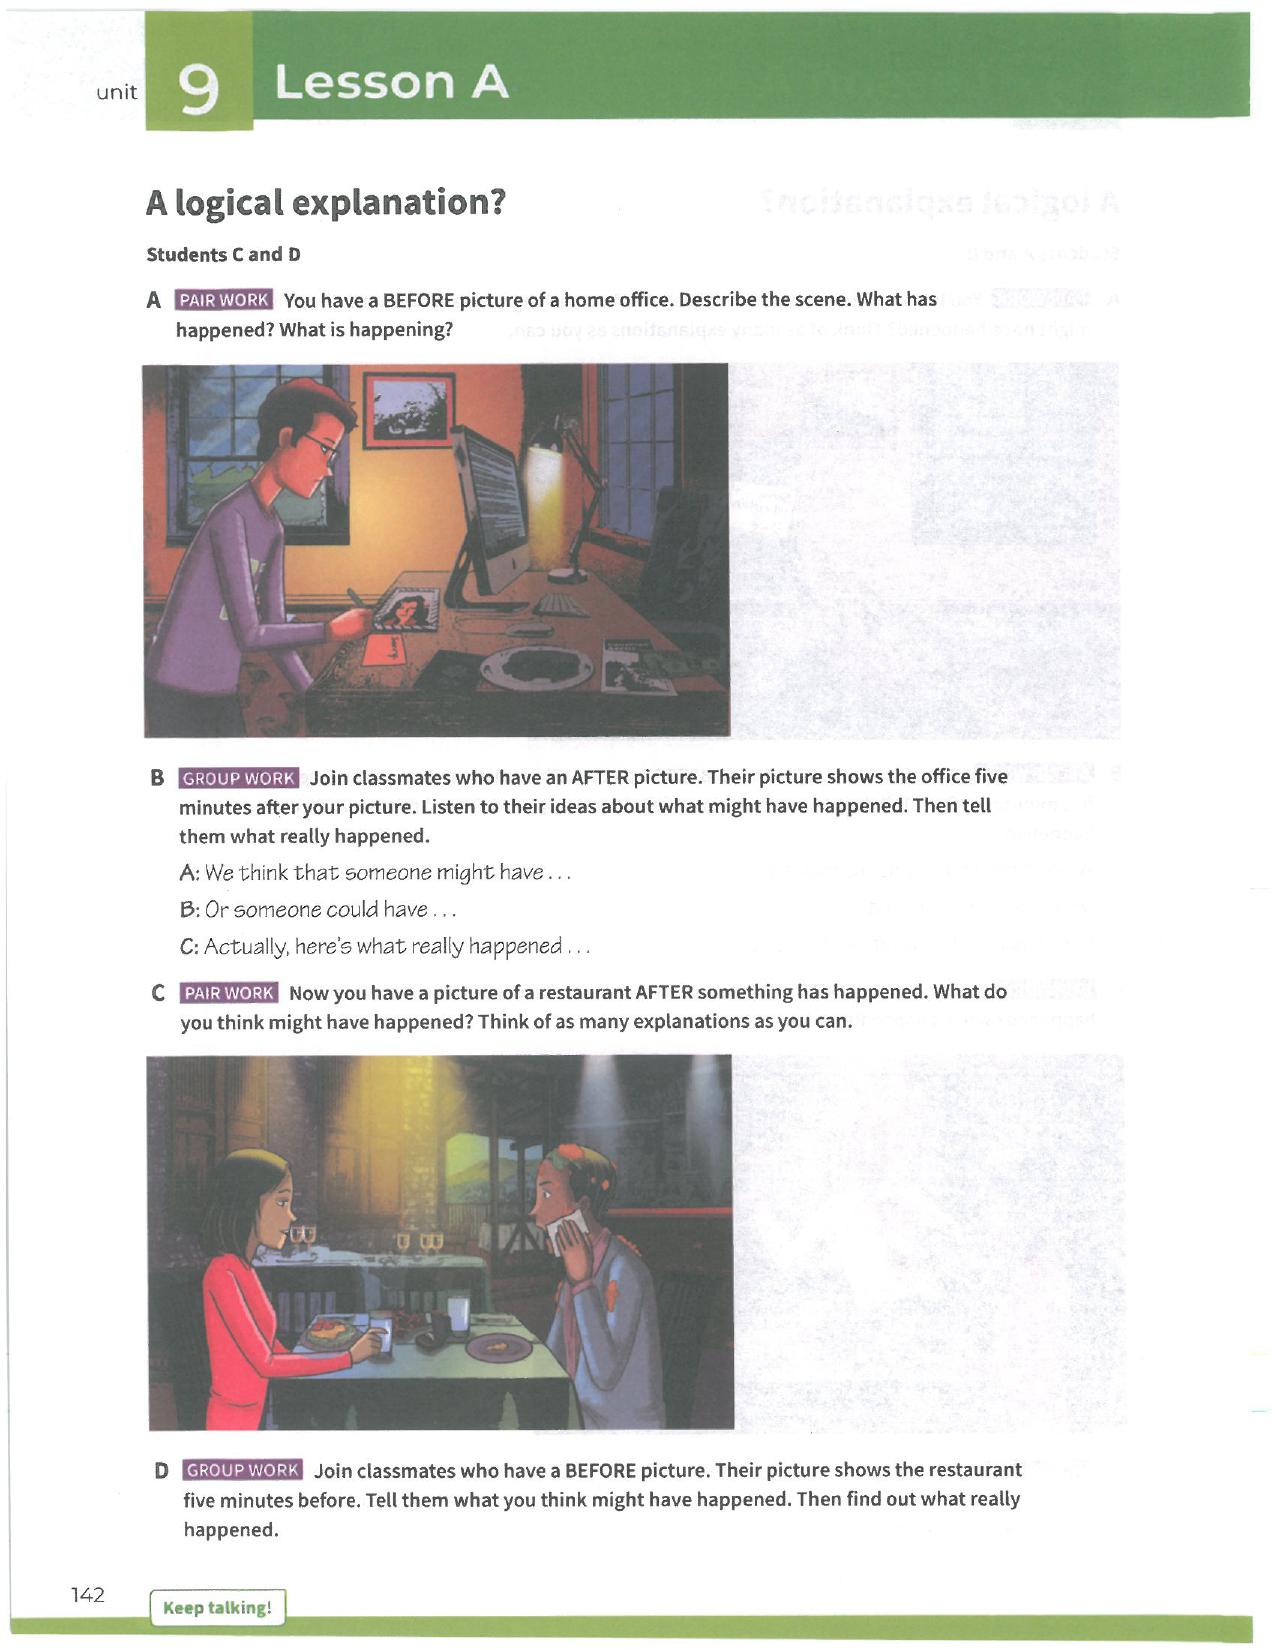 unit 9 Lesson A
A logical explanation?
Students C and D
A PAIR WORK You have a BEFORE picture of a home office. Describe the scene. What has
happened? What is happening?
B GROUP WORK Join classmates who have an AFTER picture. Their picture shows the office five
minutes after your picture. Listen to their ideas about what might have happened. Then tell
them what really happened.
A: We think that someone might have . . .
B: Or someone could have . . .
C: Actually, here's what really happened . . .
C PAIR WORK Now you have a picture of a restaurant AFTER something has happened. What do
you think might have happened? Think of as many explanations as you can.
D GROUP WORK Join classmates who have a BEFORE picture. Their picture shows the restaurant
five minutes before. Tell them what you think might have happened. Then find out what really
happened.
142 Keep talking!